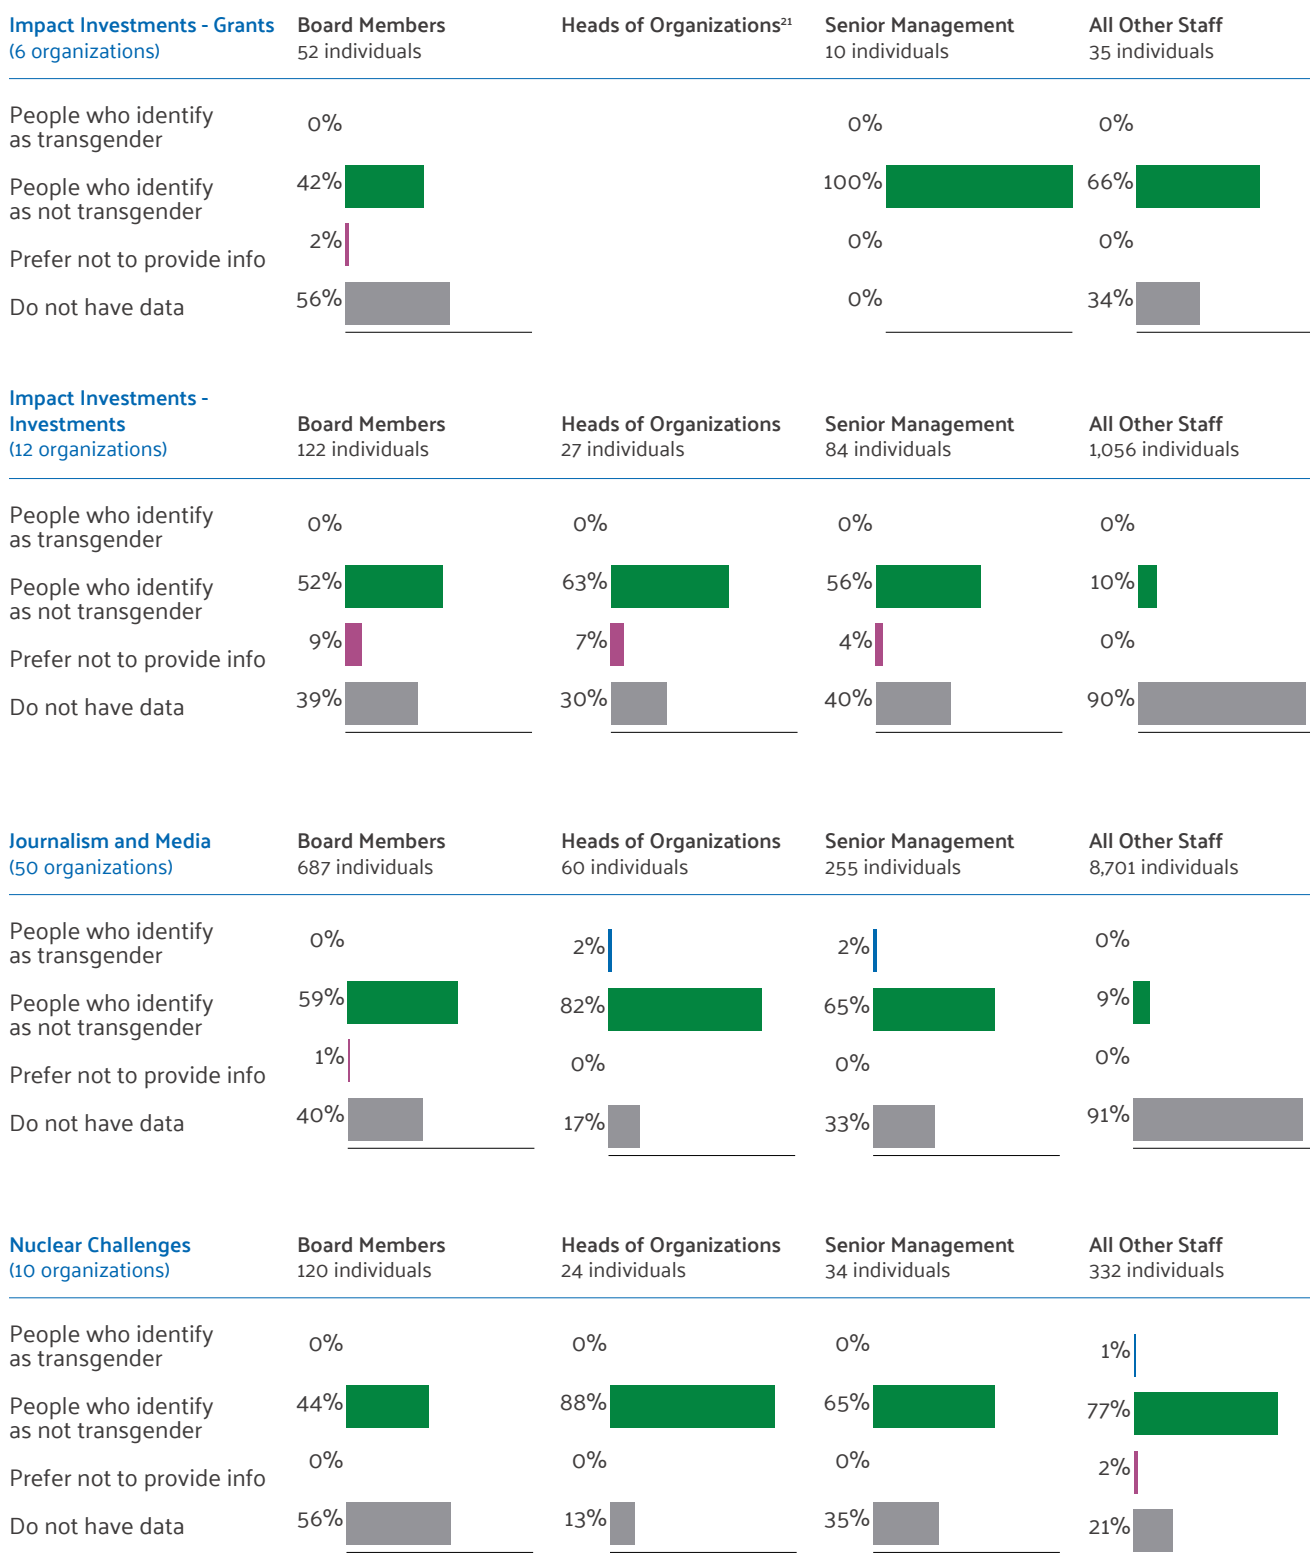 Impact Investments - Grants Board Members Heads of Organizations²¹ Senior Management All Other Staff
(6 organizations) 52 individuals 10 individuals 35 individuals
People who identify
as transgender 0% 0% 0%
People who identify
as not transgender 42% 100% 66%
Prefer not to provide info 2% 0% 0%
Do not have data 56% 0% 34%
Impact Investments -
Investments Board Members Heads of Organizations Senior Management All Other Staff
(12 organizations) 122 individuals 27 individuals 84 individuals 1,056 individuals
People who identify
as transgender 0% 0% 0% 0%
People who identify
as not transgender 52% 63% 56% 10%
Prefer not to provide info 9% 7% 4% 0%
Do not have data 39% 30% 40% 90%
Journalism and Media Board Members Heads of Organizations Senior Management All Other Staff
(50 organizations) 687 individuals 60 individuals 255 individuals 8,701 individuals
People who identify
as transgender 0% 2% 2% 0%
People who identify
as not transgender 59% 82% 65% 9%
Prefer not to provide info 1% 0% 0% 0%
Do not have data 40% 17% 33% 91%
Nuclear Challenges Board Members Heads of Organizations Senior Management All Other Staff
(10 organizations) 120 individuals 24 individuals 34 individuals 332 individuals
People who identify
as transgender 0% 0% 0% 1%
People who identify
as not transgender 44% 88% 65% 77%
Prefer not to provide info 0% 0% 0% 2%
Do not have data 56% 13% 35% 21%